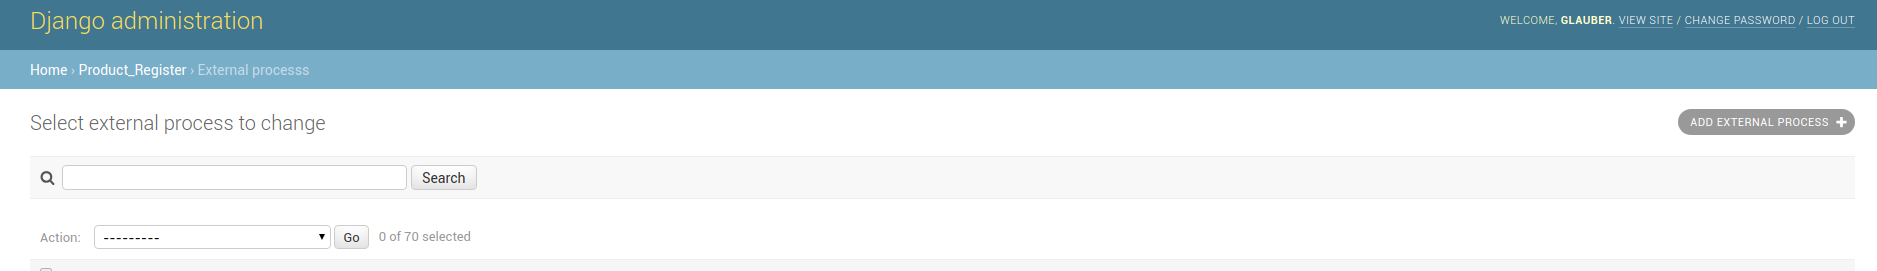 Django administration
WELCOME, GLAUBER. VIEW SITE / CHANGE PASSWORD / LOG OUT
Home › Product_Register › External processs
Select external process to change
ADD EXTERNAL PROCESS +
Search
Action: --------- Go 0 of 70 selected